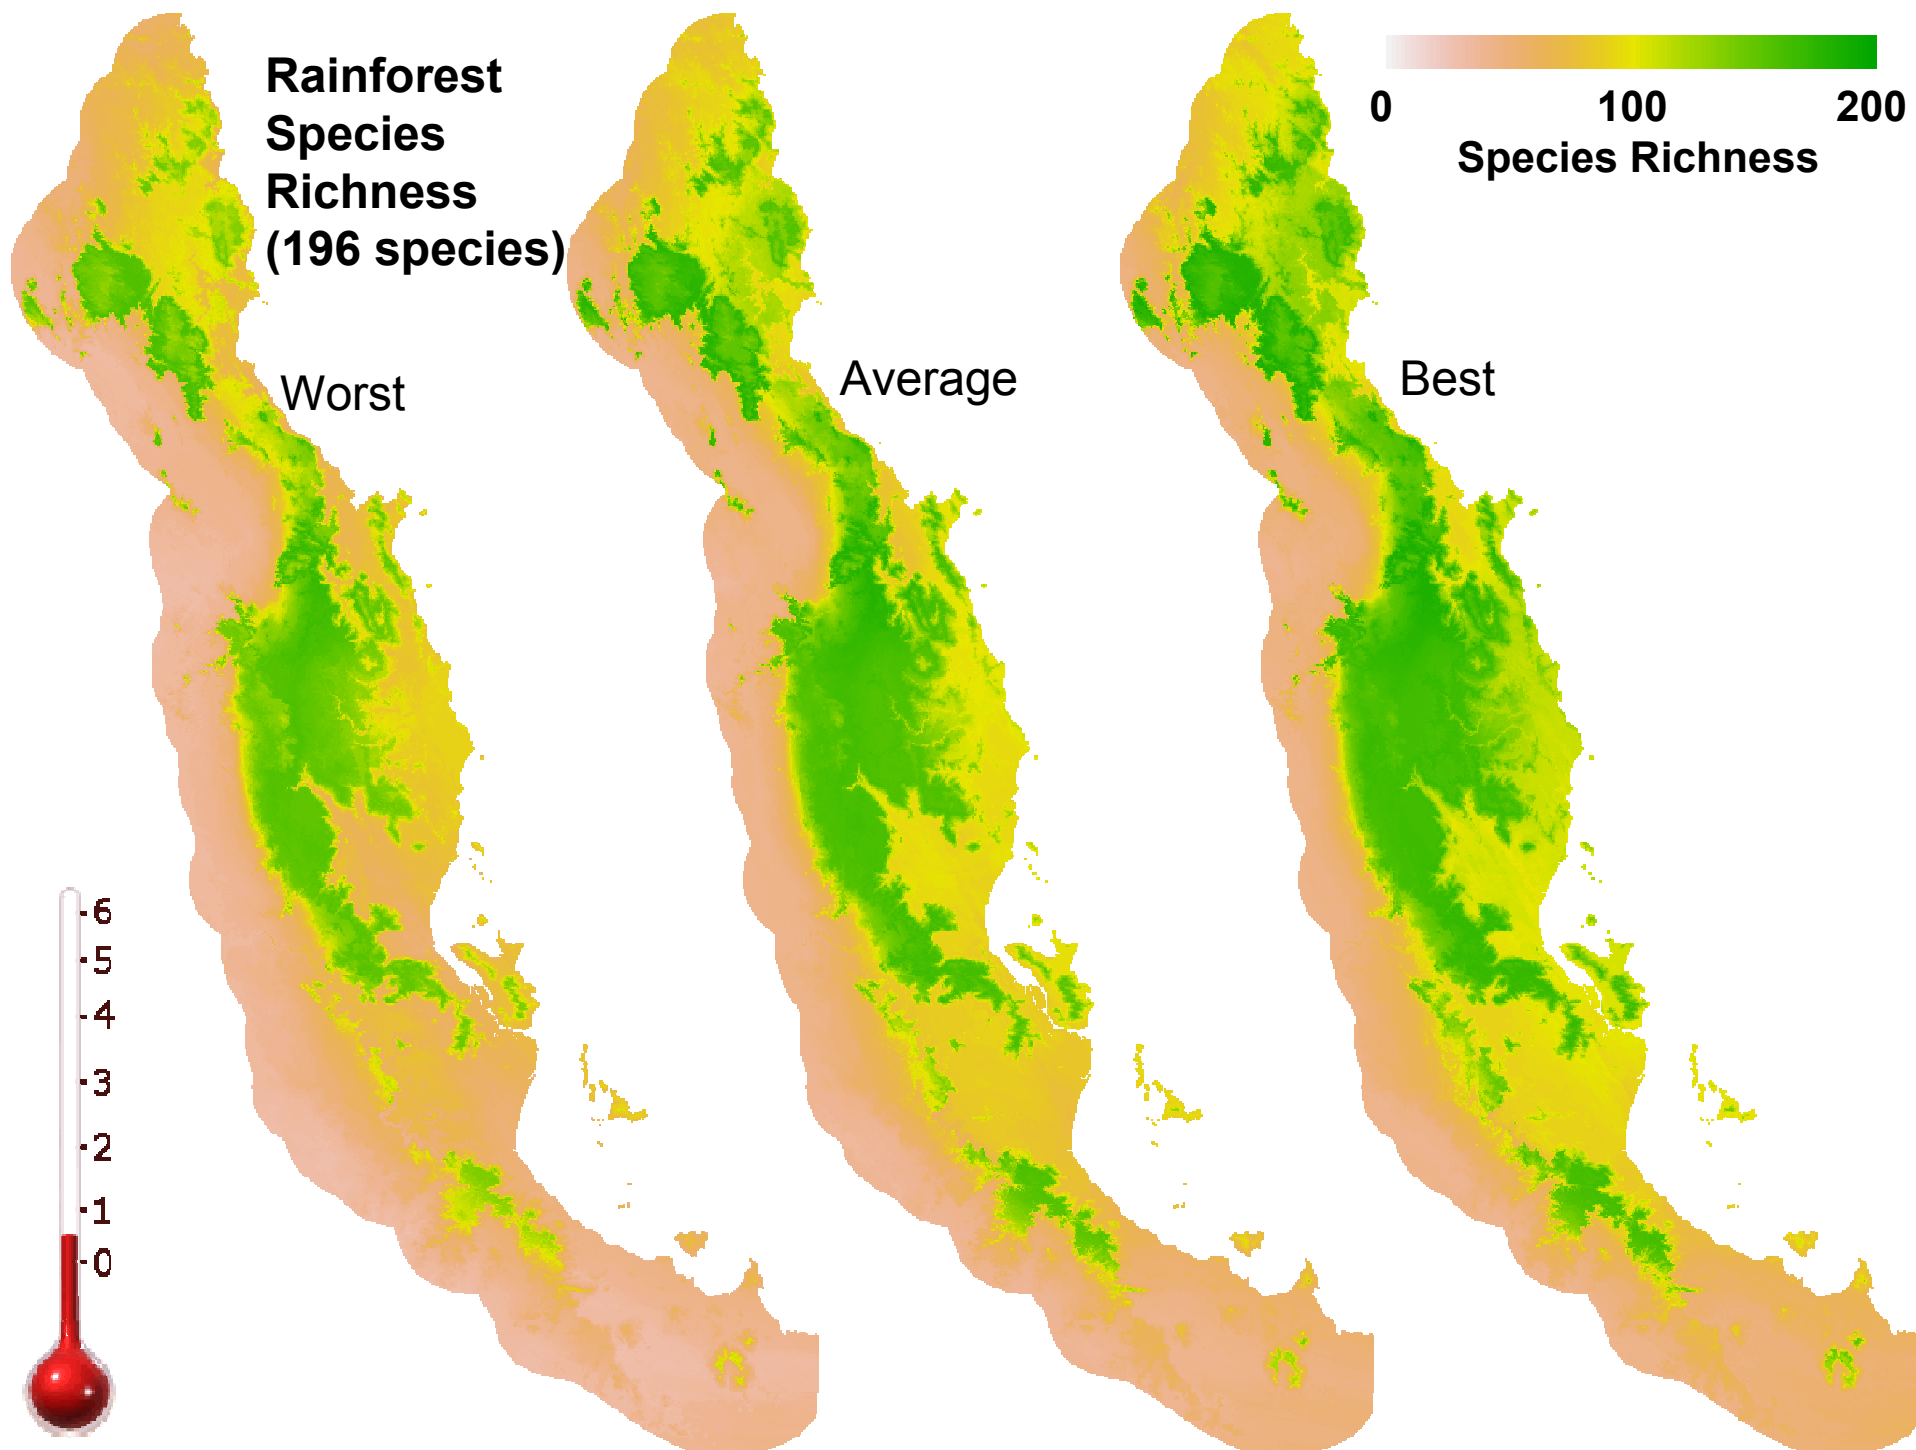 Rainforest
Species
Richness
(196 species)
0 100 200
Species Richness
Worst
Average
Best
6
5
4
3
2
1
0